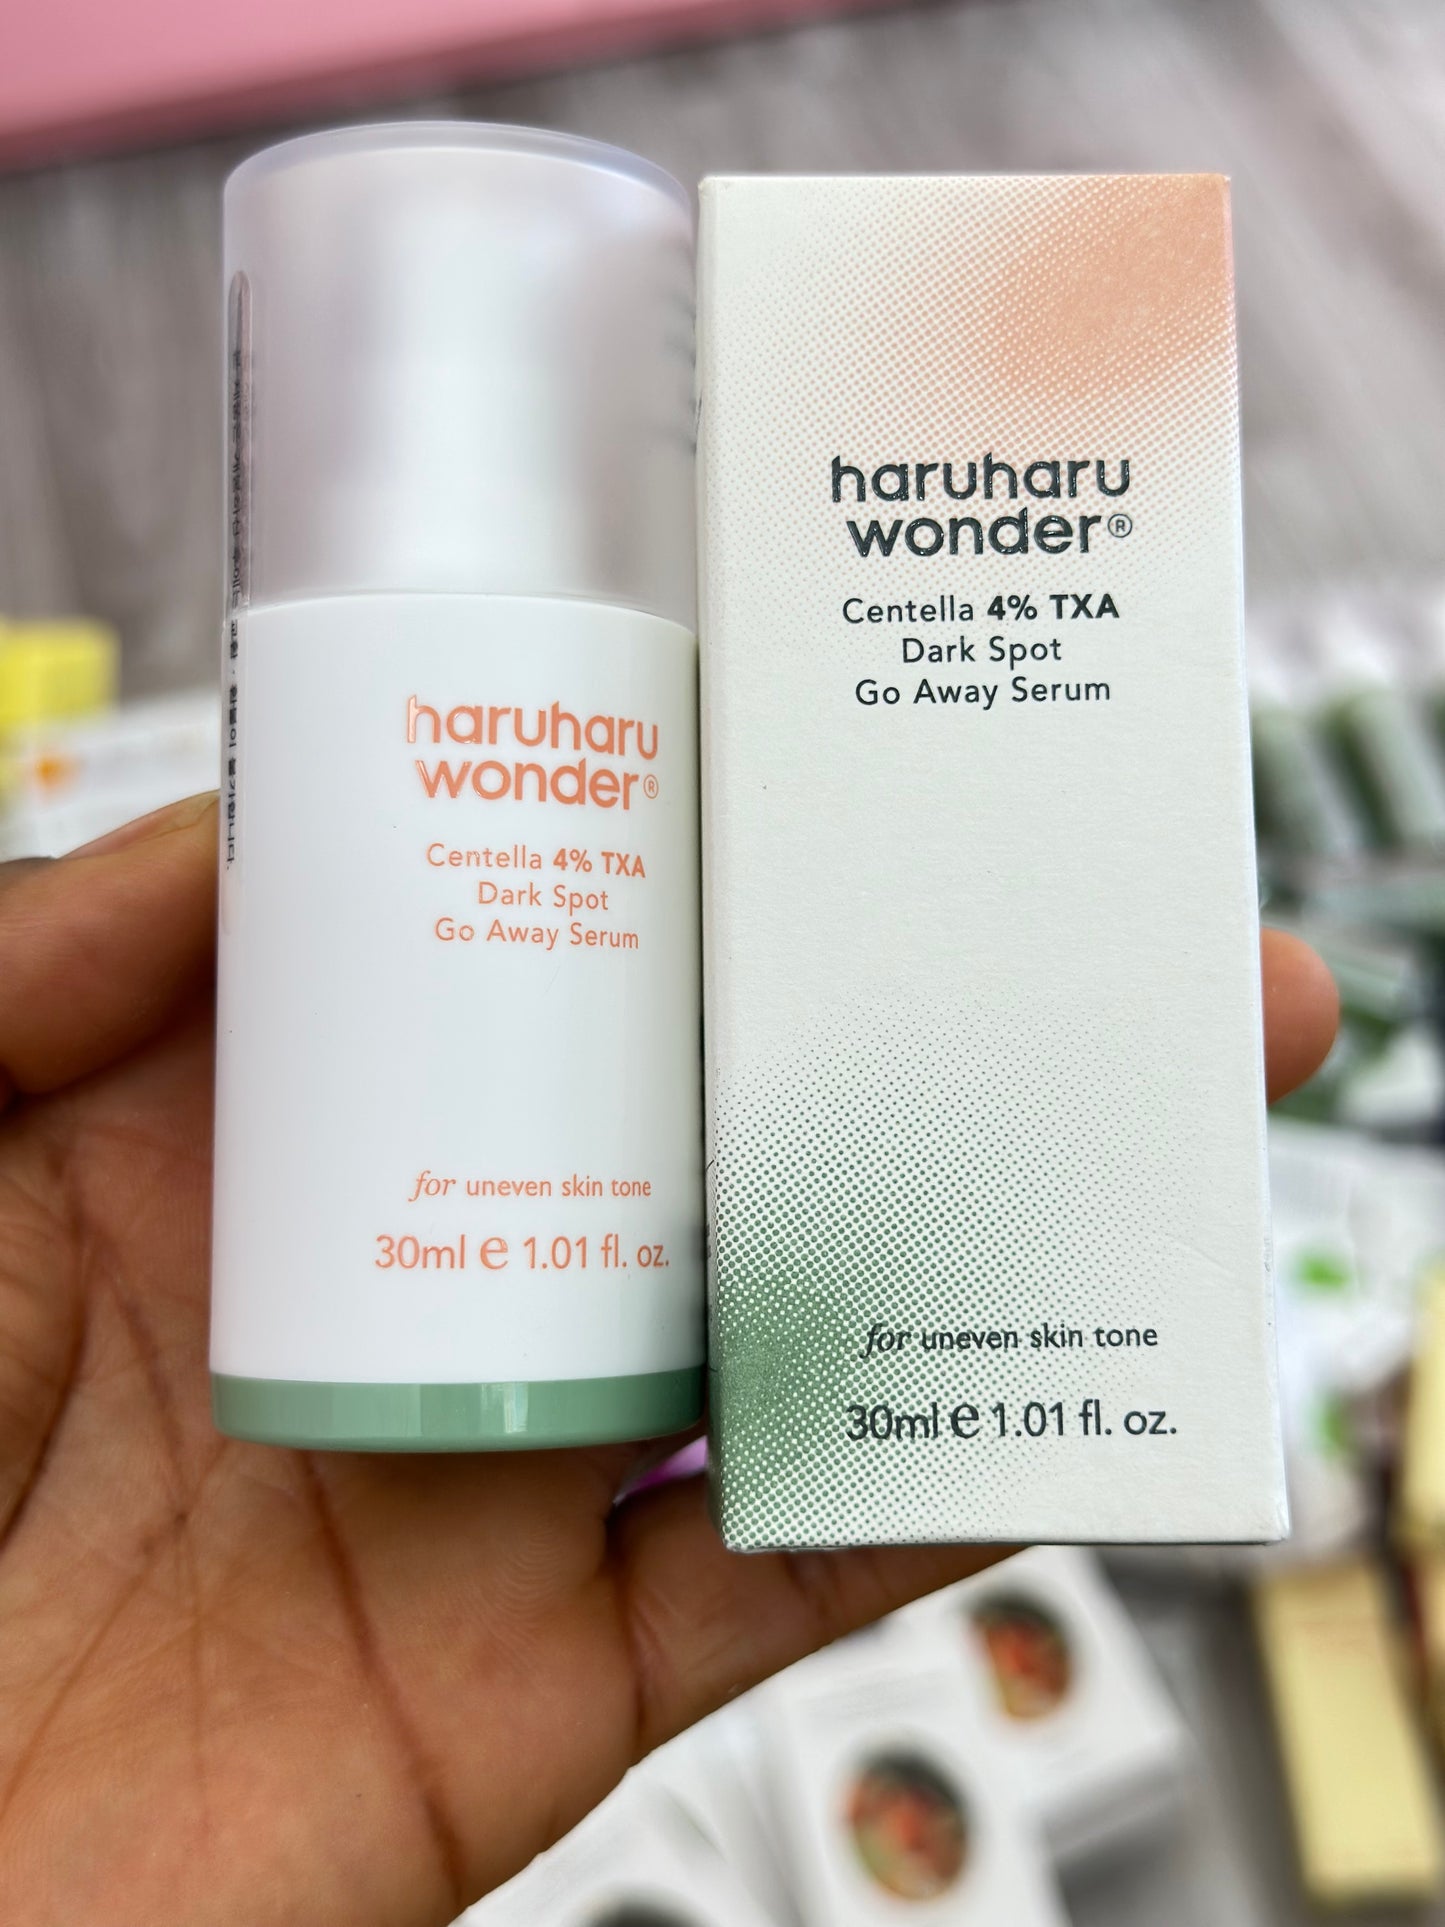 haruharu
wonder®
Centella 4% TXA
Dark Spot
Go Away Serum
for uneven skin tone
30ml e 1.01 fl. oz.
haruharu
wonder®
Centella 4% TXA
Dark Spot
Go Away Serum
for uneven skin tone
30ml e 1.01 fl. oz.